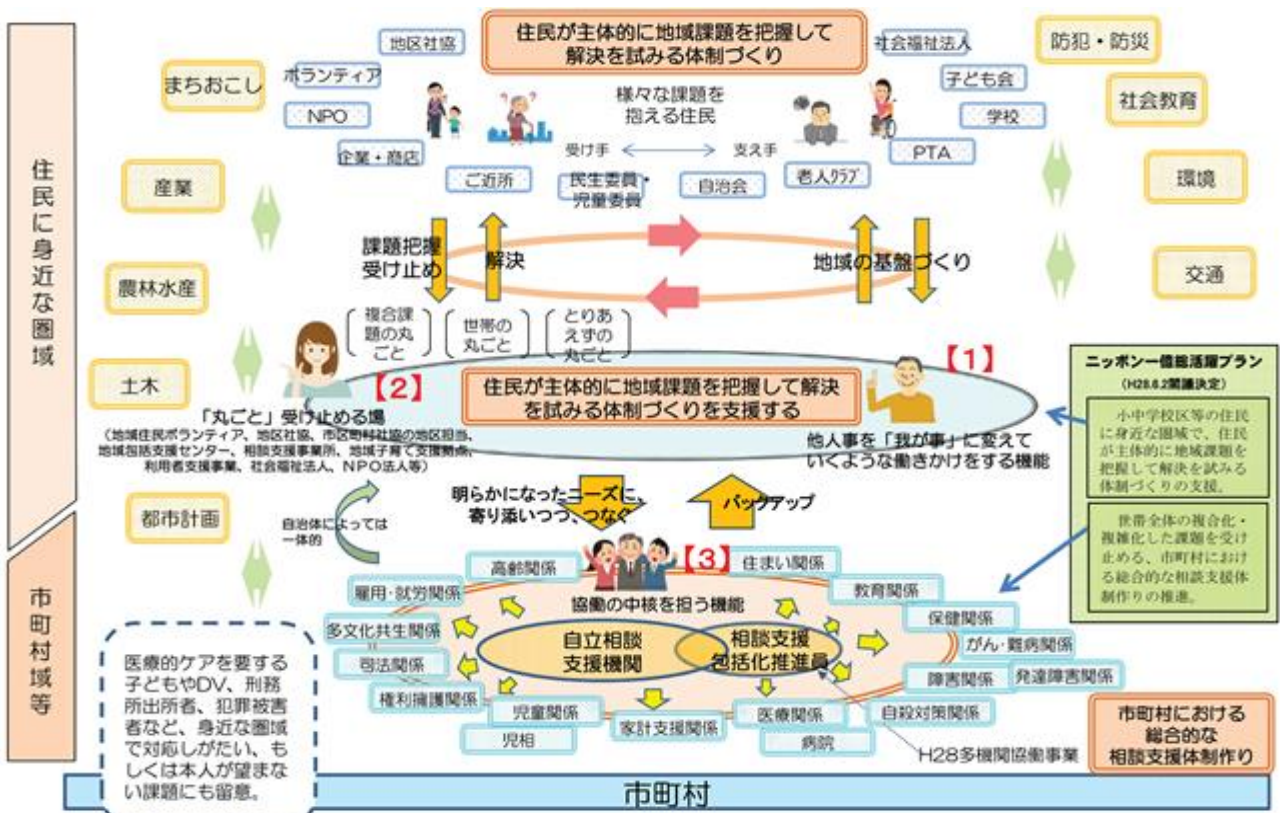 住民に身近な圏域
市町村域等
住民が主体的に地域課題を把握して
解決を試みる体制づくり
地区社協
ボランティア
NPO
企業・商店
ご近所
民生委員・
児童委員
自治会
老人クラブ
PTA
学校
子ども会
社会福祉法人
様々な課題を
抱える住民
受け手
支え手
まちおこし
産業
農林水産
土木
都市計画
防犯・防災
社会教育
環境
交通
課題把握
受け止め
解決
地域の基盤づくり
複合課
題の丸
ごと
世帯の
丸ごと
とりあ
えずの
丸ごと
【2】
【1】
住民が主体的に地域課題を把握して解決
を試みる体制づくりを支援する
「丸ごと」受け止める場
(地域住民ボランティア、地区社協、市区町村社協の地区担当、
地域包括支援センター、相談支援事業所、地域子育て支援拠点、
利用者支援事業、社会福祉法人、NPO法人等)
他人事を「我が事」に変えて
いくような働きかけをする機能
ニッポン一億総活躍プラン
(H28.6.2閣議決定)
小中学校区等の住民
に身近な圏域で、住民
が主体的に地域課題を
把握して解決を試みる
体制づくりの支援。
世帯全体の複合化・
複雑化した課題を受け
止める、市町村におけ
る総合的な相談支援体
制作りの推進。
明らかになったニーズに、
寄り添いつつ、つなぐ
バックアップ
自治体によっては
一体的
【3】
協働の中核を担う機能
自立相談
支援機関
相談支援
包括化推進員
高齢関係
雇用・就労関係
多文化共生関係
司法関係
権利擁護関係
児童関係
児相
家計支援関係
医療関係
病院
自殺対策関係
障害関係
発達障害関係
がん・難病関係
保健関係
教育関係
住まい関係
H28多機関協働事業
市町村における
総合的な
相談支援体制作り
医療的ケアを要する
子どもやDV、刑務
所出所者、犯罪被害
者など、身近な圏域
で対応しがたい、も
しくは本人が望まな
い課題にも留意。
市町村